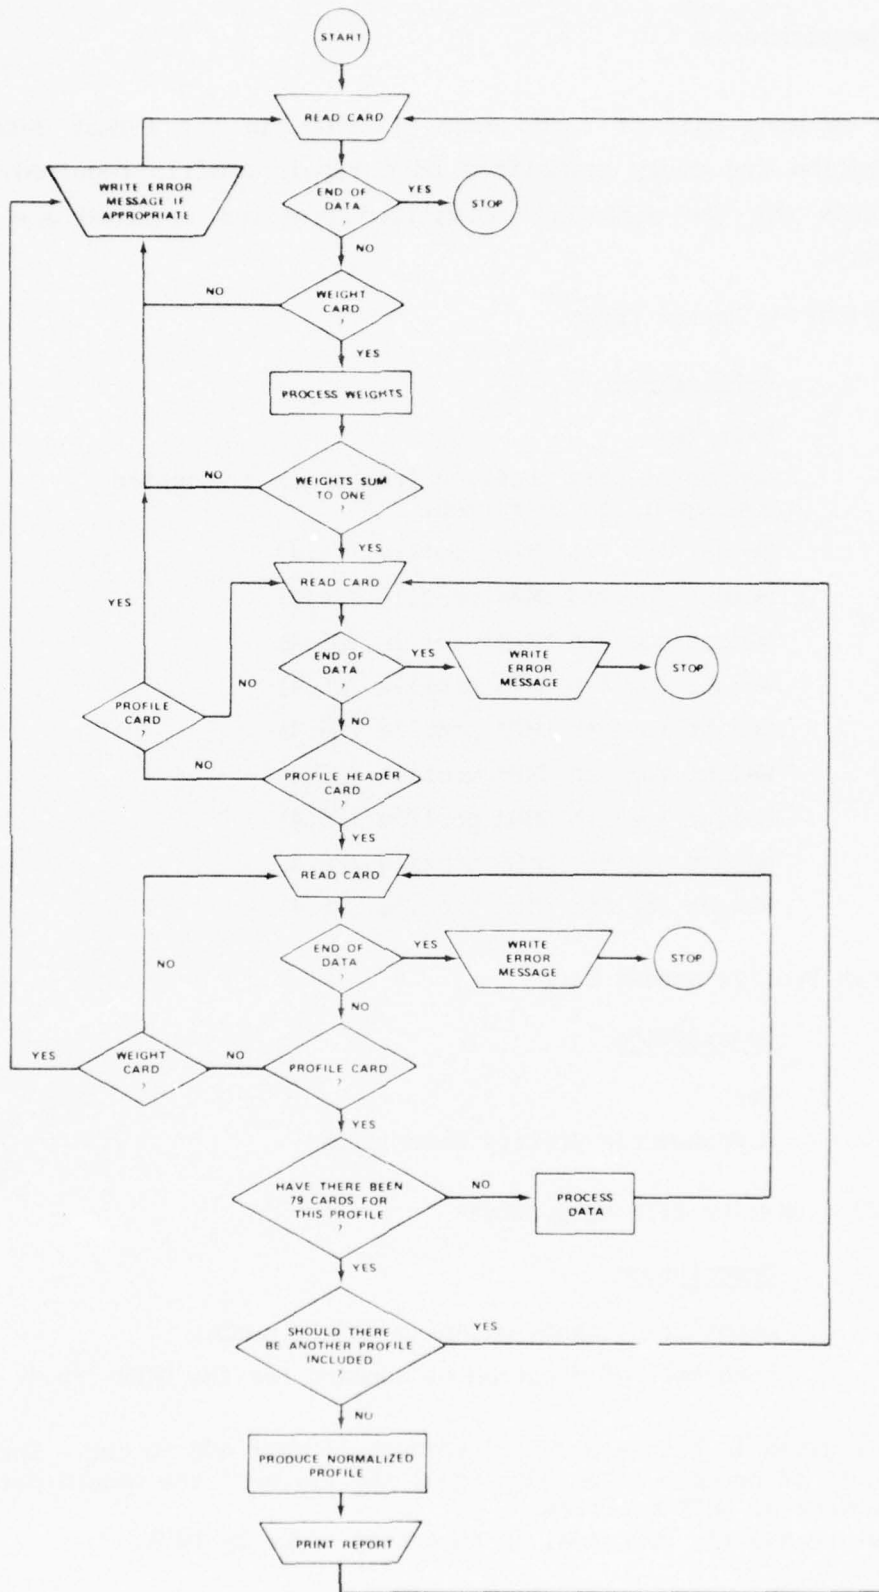 START
READ CARD
WRITE ERROR
MESSAGE IF
APPROPRIATE
END OF
DATA
?
YES
STOP
NO
WEIGHT
CARD
?
NO
YES
PROCESS WEIGHTS
WEIGHTS SUM
TO ONE
?
NO
YES
READ CARD
YES
END OF
DATA
?
YES
WRITE
ERROR
MESSAGE
STOP
NO
PROFILE
CARD
?
NO
NO
PROFILE HEADER
CARD
?
YES
READ CARD
END OF
DATA
?
YES
WRITE
ERROR
MESSAGE
STOP
NO
NO
YES
WEIGHT
CARD
?
NO
PROFILE CARD
?
YES
HAVE THERE BEEN
79 CARDS FOR
THIS PROFILE
?
NO
PROCESS
DATA
YES
SHOULD THERE
BE ANOTHER PROFILE
INCLUDED
?
YES
NO
PRODUCE NORMALIZED
PROFILE
PRINT REPORT